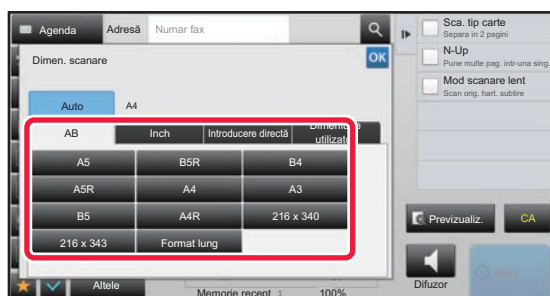 Agenda Adresă Numar fax
Sca. tip carte
Separa in 2 pagini
N-Up
Pune multe pag. intr-una sing.
Mod scanare lent
Scan orig. hart. subtire
Dimen. scanare
OK
Auto A4
AB Inch Introducere directă
A5 B5R B4
A5R A4 A3
B5 A4R 216 x 340
216 x 343 Format lung
Previzualiz. CA
Altele
Memorie recept 100%
Difuzor
Start